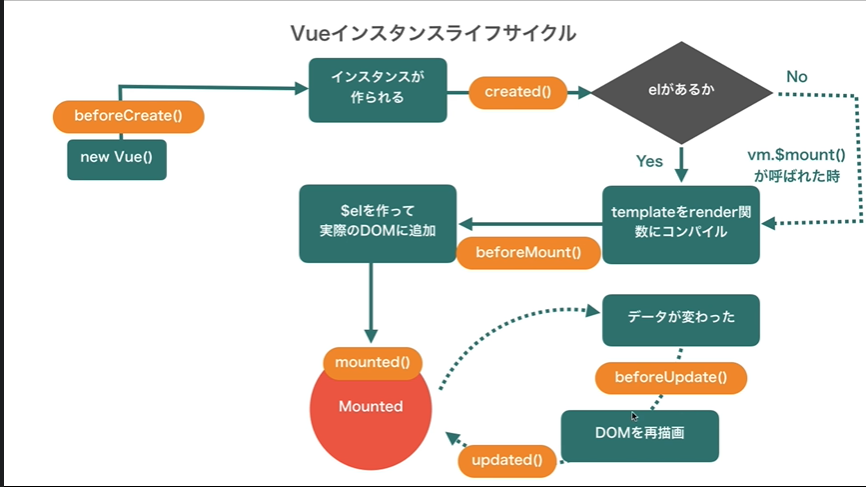 Vueインスタンスライフサイクル
beforeCreate()
new Vue()
インスタンスが
作られる
created()
elがあるか
No
Yes
vm.$mount()
が呼ばれた時
templateをrender関
数にコンパイル
beforeMount()
$elを作って
実際のDOMに追加
mounted()
Mounted
データが変わった
beforeUpdate()
DOMを再描画
updated()